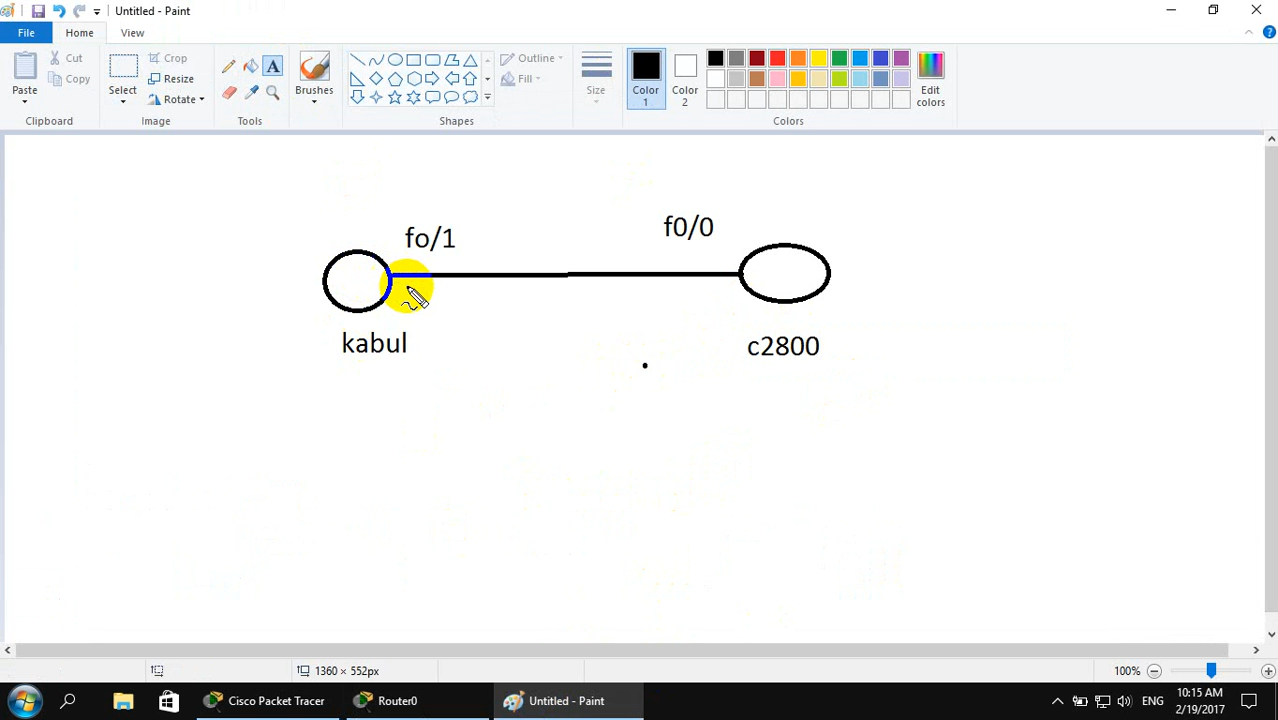 Untitled - Paint
File
Home
View
Paste
Cut
Copy
Clipboard
Select
Crop
Resize
Rotate
Image
A
Tools
Brushes
Outline
Fill
Shapes
Size
Color
1
Color
2
Edit
colors
Colors
fo/1
f0/0
kabul
c2800
1360 × 552px
100%
Cisco Packet Tracer
Router0
Untitled - Paint
ENG
10:15 AM
2/19/2017